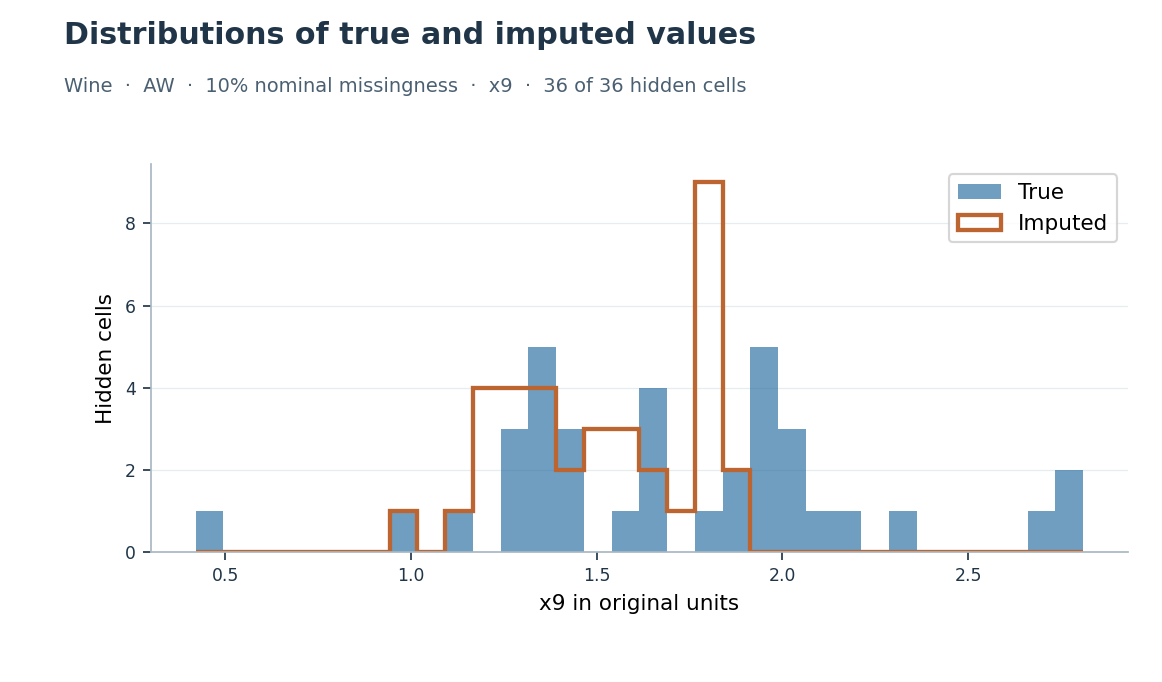 Distributions of true and imputed values
Wine · AW · 10% nominal missingness · x9 · 36 of 36 hidden cells
True
Imputed
Hidden cells
8
6
4
2
0
0.5 1.0 1.5 2.0 2.5
x9 in original units